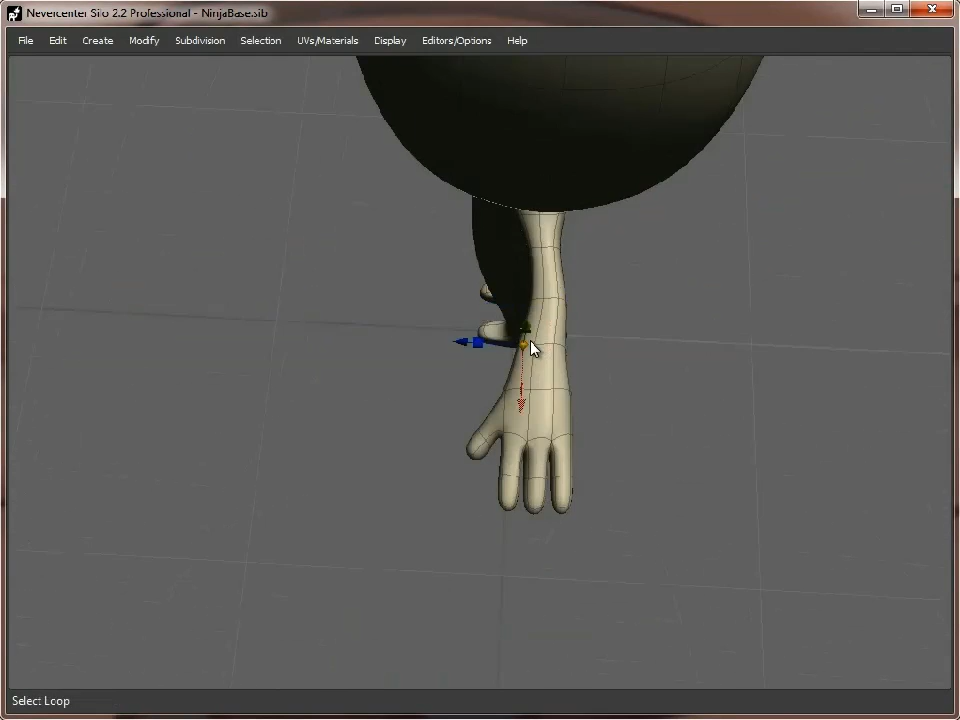 Nevercenter Silo 2.2 Professional - NinjaBase.sib
File Edit Create Modify Subdivision Selection UVs/Materials Display Editors/Options Help
Select Loop